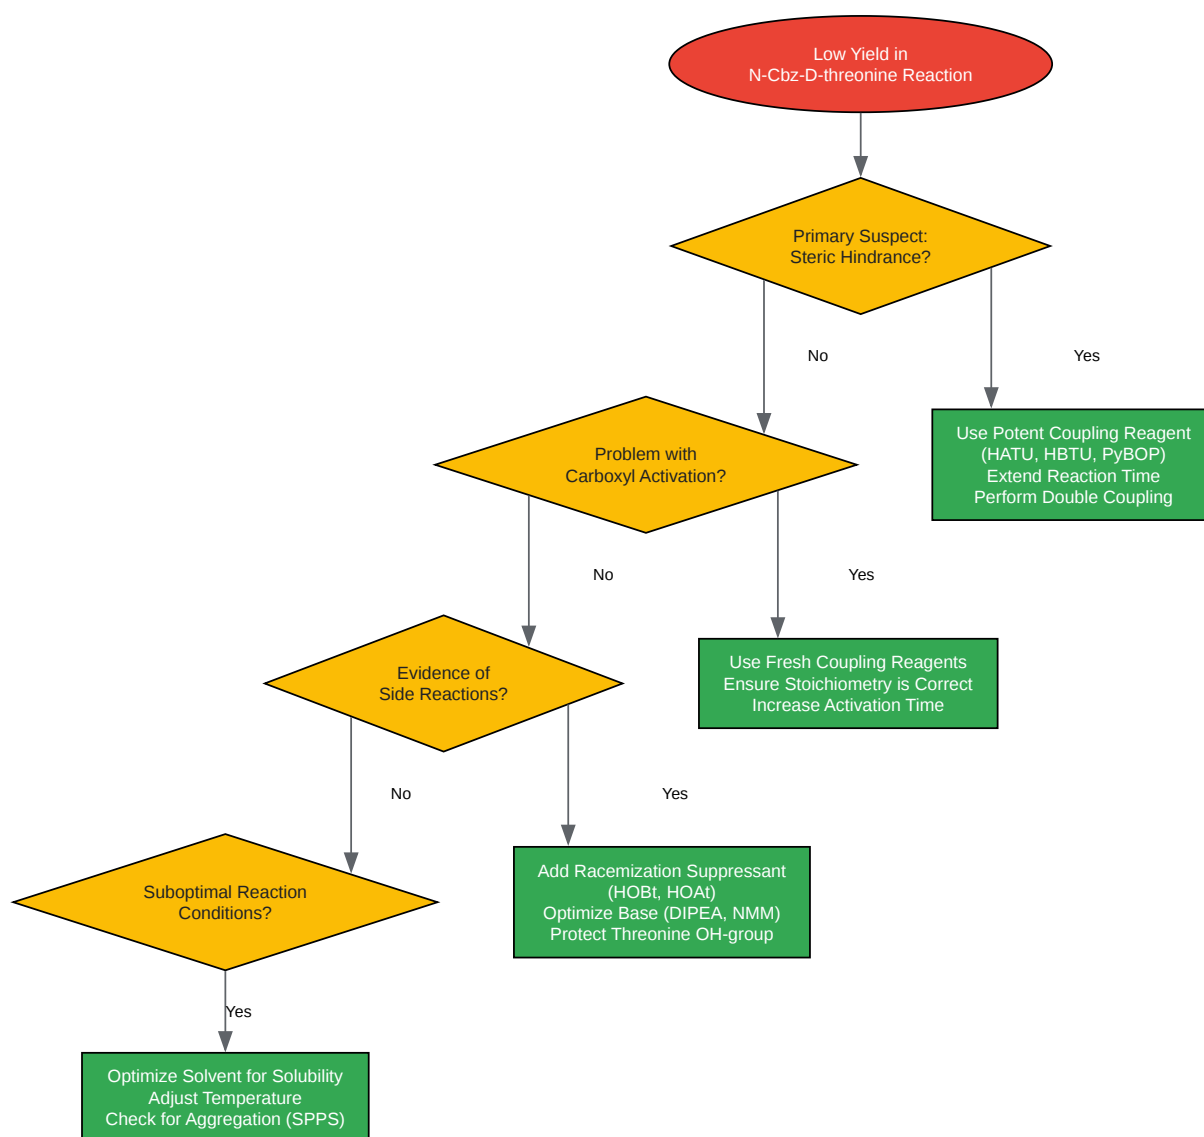 Low Yield in
N-Cbz-D-threonine Reaction
Primary Suspect:
Steric Hindrance?
No
Yes
Use Potent Coupling Reagent
(HATU, HBTU, PyBOP)
Extend Reaction Time
Perform Double Coupling
Problem with
Carboxyl Activation?
No
Yes
Use Fresh Coupling Reagents
Ensure Stoichiometry is Correct
Increase Activation Time
Evidence of
Side Reactions?
No
Yes
Add Racemization Suppressant
(HOBt, HOAt)
Optimize Base (DIPEA, NMM)
Protect Threonine OH-group
Suboptimal Reaction
Conditions?
Yes
Optimize Solvent for Solubility
Adjust Temperature
Check for Aggregation (SPPS)